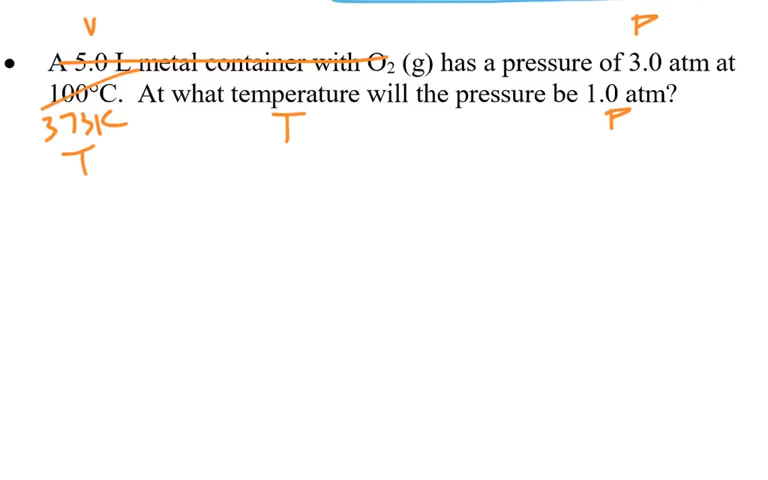 V P
• A 5.0 L metal container with O₂ (g) has a pressure of 3.0 atm at
100°C. At what temperature will the pressure be 1.0 atm?
373K T P
T